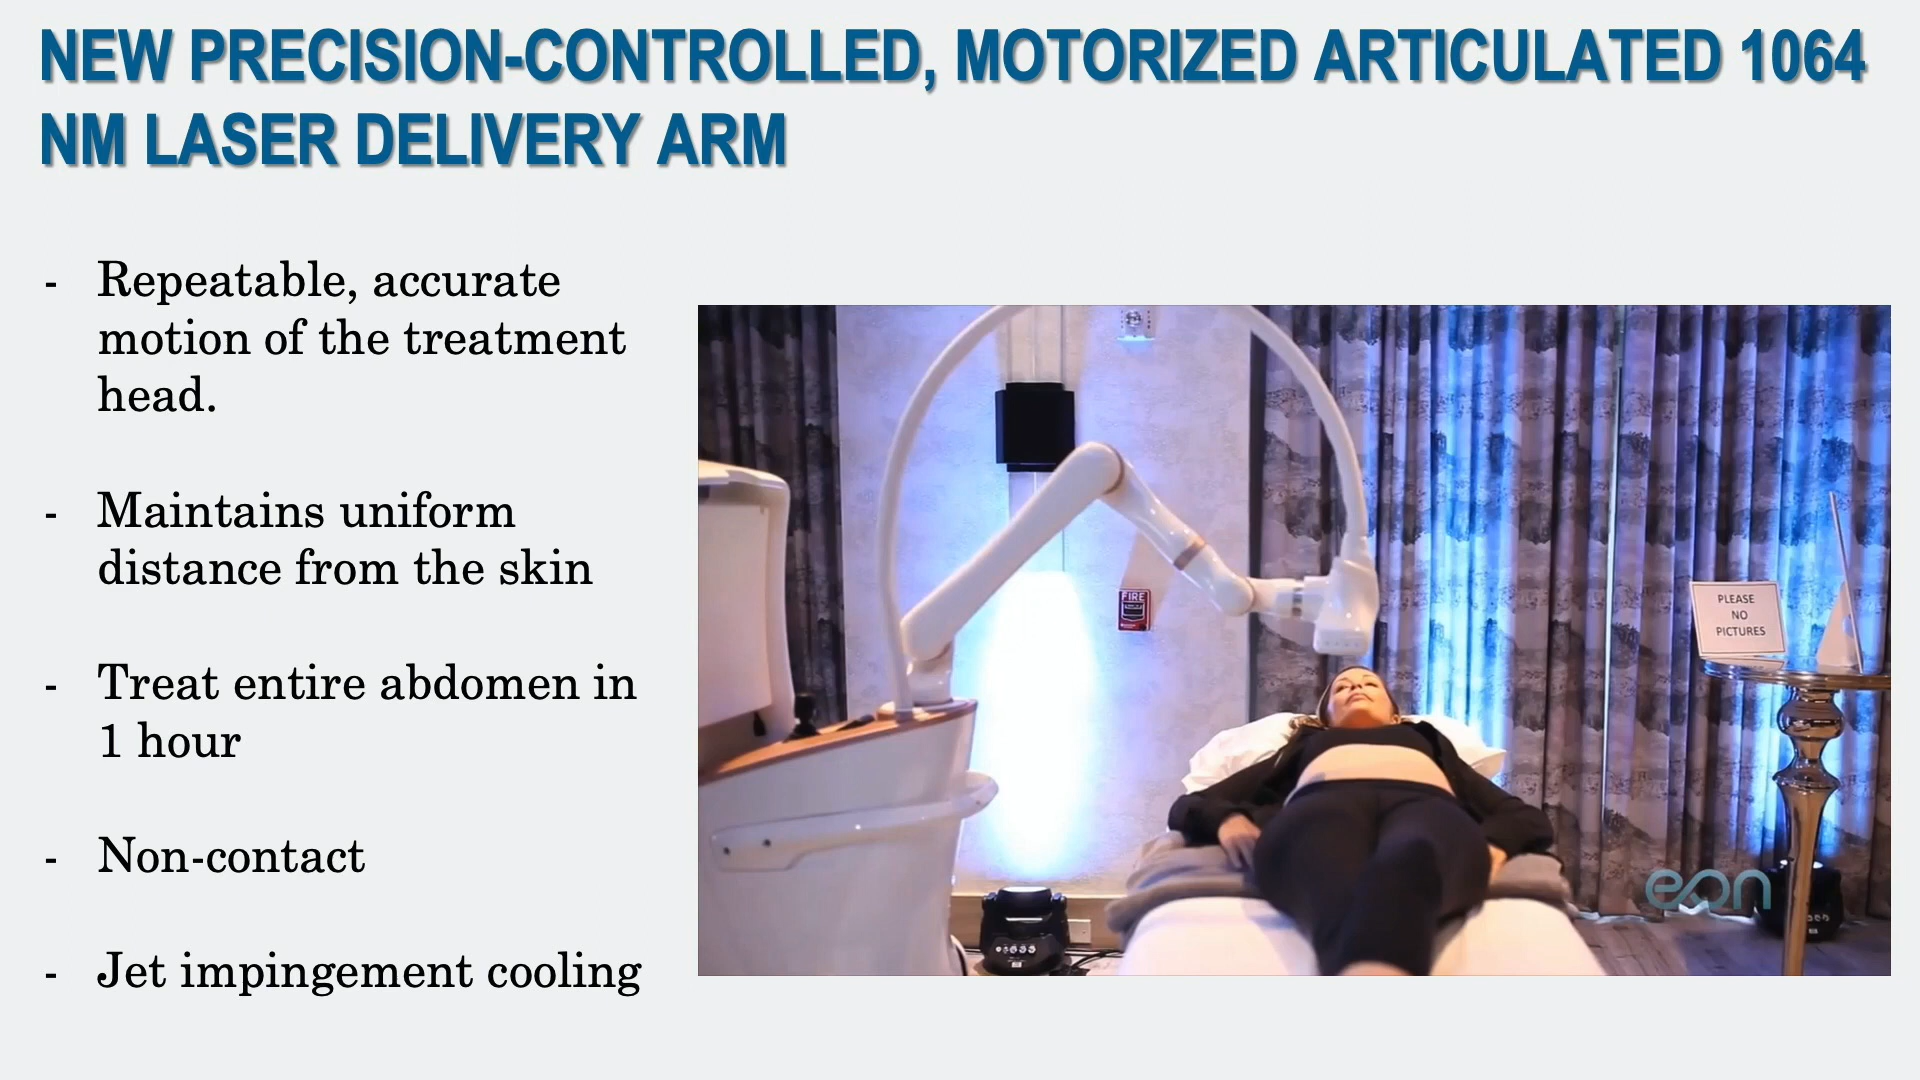 NEW PRECISION-CONTROLLED, MOTORIZED ARTICULATED 1064
NM LASER DELIVERY ARM
- Repeatable, accurate
motion of the treatment
head.
- Maintains uniform
distance from the skin
- Treat entire abdomen in
1 hour
- Non-contact
- Jet impingement cooling
FIRE
PLEASE
NO
PICTURES
eon